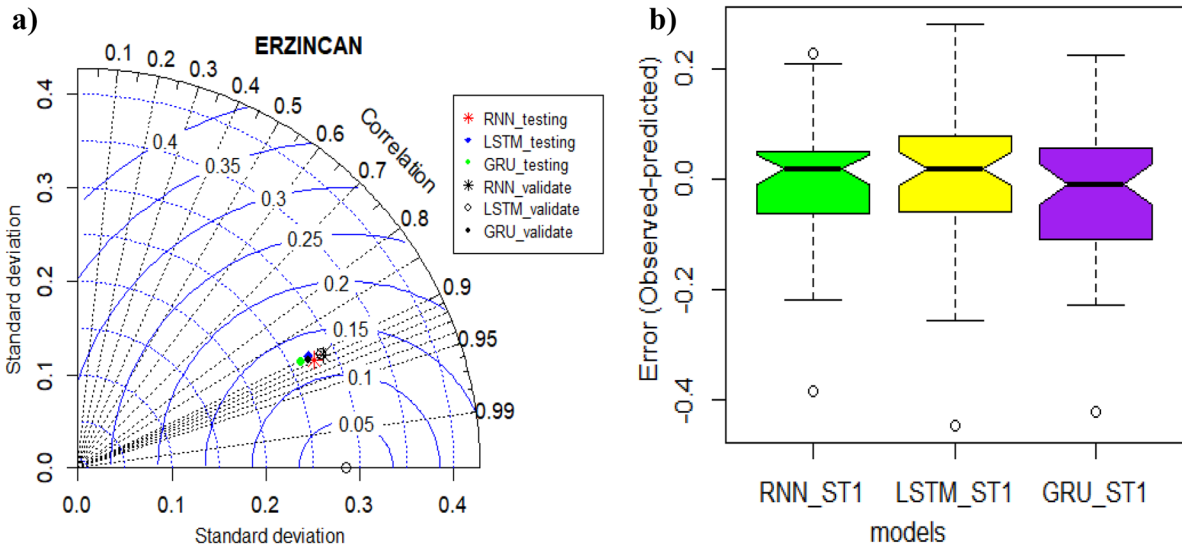 a)
ERZINCAN
0.1 0.2 0.3 0.4 0.5 0.6 0.7 0.8 0.9 0.95 0.99
Correlation
Standard deviation
0.4
0.3
0.2
0.1
0.0
0.4
0.35
0.3
0.25
0.2
0.15
0.1
0.05
0.0 0.1 0.2 0.3 0.4
Standard deviation
RNN_testing
LSTM_testing
GRU_testing
RNN_validate
LSTM_validate
GRU_validate
b)
Error (Observed-predicted)
0.2
0.0
-0.2
-0.4
RNN_ST1 LSTM_ST1 GRU_ST1
models